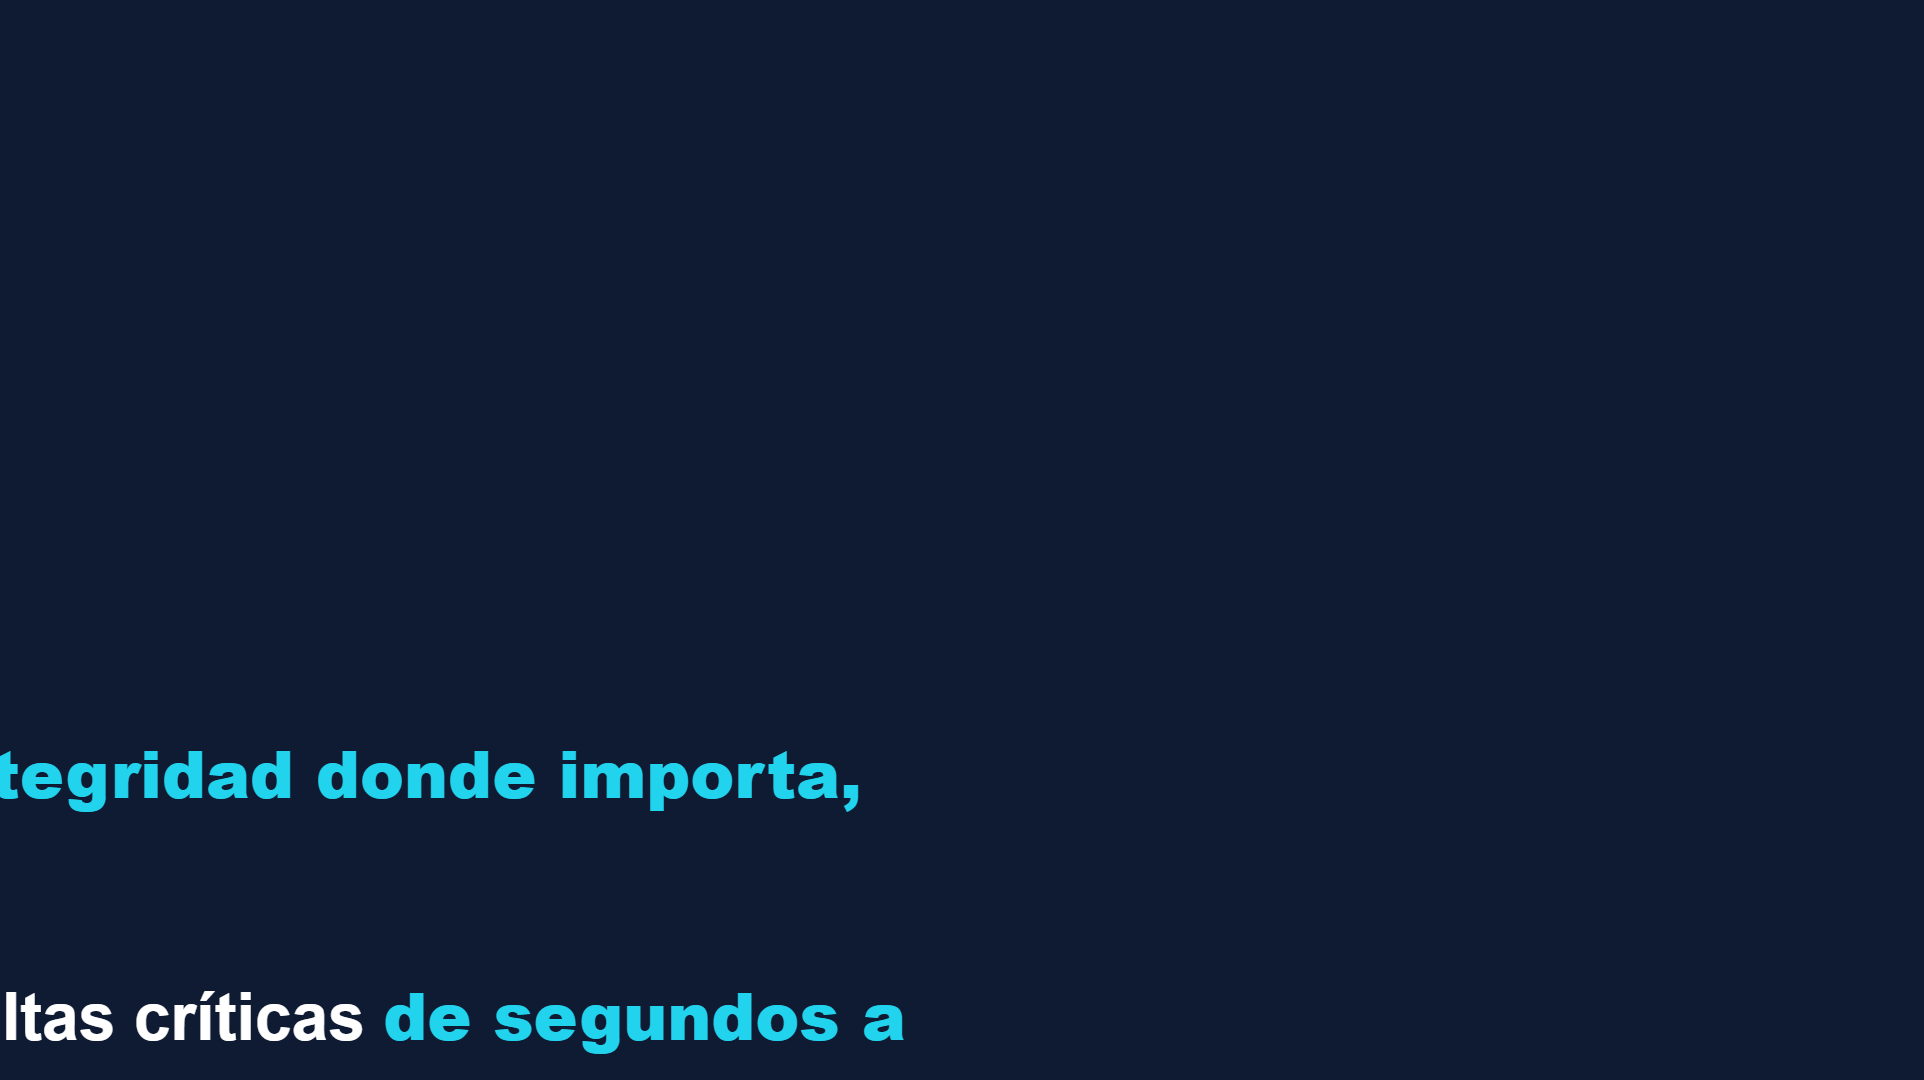 tegridad donde importa,
ltas críticas de segundos a